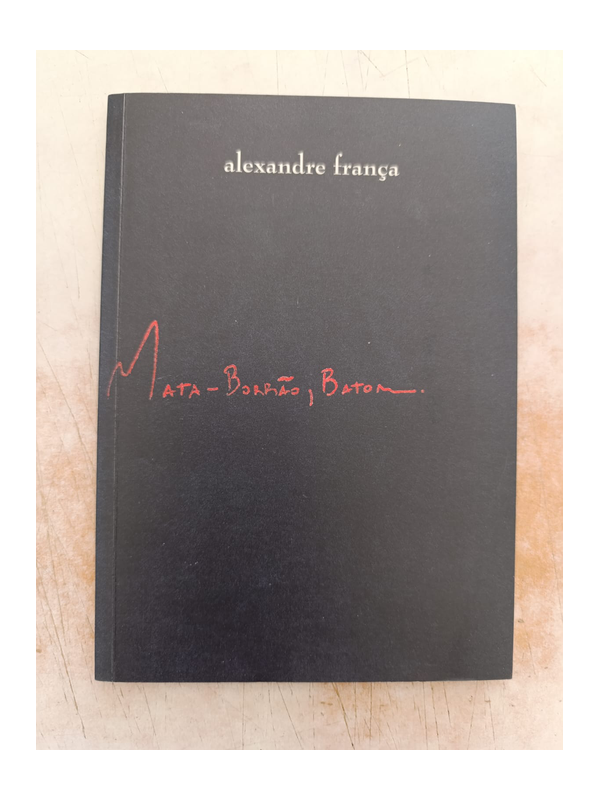 alexandre frança
Mata-Borrão, Batom.